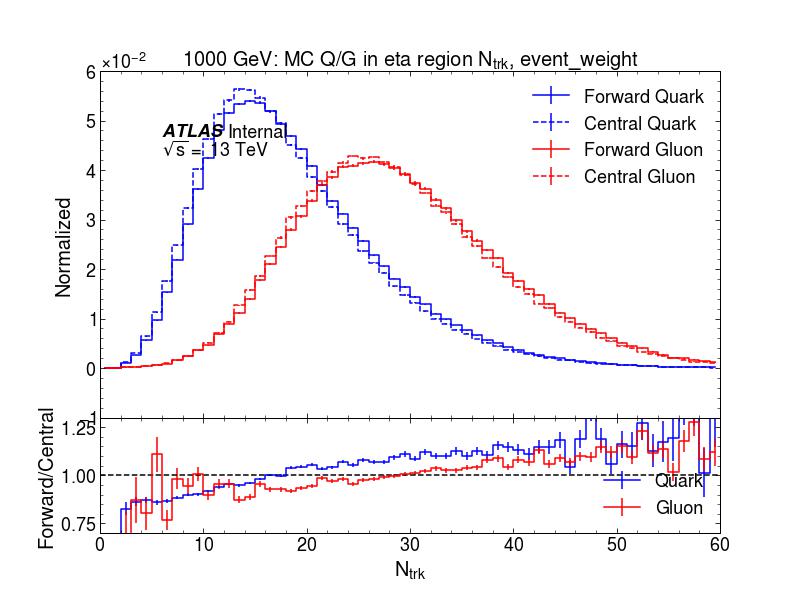 ×10⁻²
1000 GeV: MC Q/G in eta region N_trk, event_weight
6
5
4
3
2
1
0
−1
Normalized
ATLAS Internal
√s = 13 TeV
Forward Quark
Central Quark
Forward Gluon
Central Gluon
1.25
1.00
0.75
Forward/Central
Quark
Gluon
0 10 20 30 40 50 60
N_trk